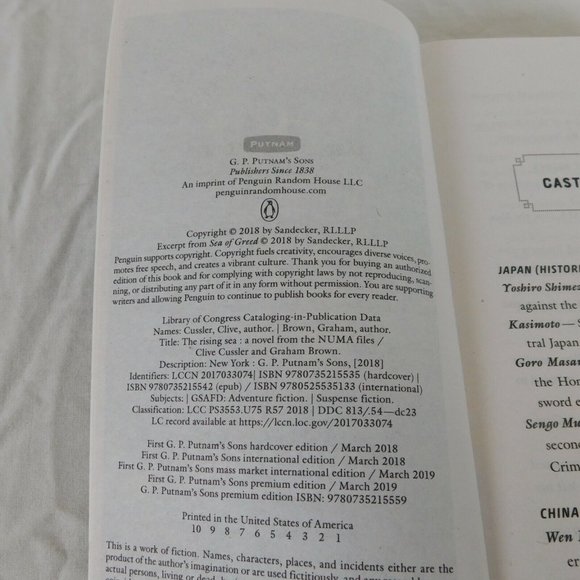 PUTNAM
G. P. PUTNAM'S SONS
Publishers Since 1838
An imprint of Penguin Random House LLC
penguinrandomhouse.com
Copyright © 2018 by Sandecker, RLLLP
Excerpt from Sea of Greed © 2018 by Sandecker, RLLLP
Penguin supports copyright. Copyright fuels creativity, encourages diverse voices, pro-
motes free speech, and creates a vibrant culture. Thank you for buying an authorized
edition of this book and for complying with copyright laws by not reproducing, scan-
ning, or distributing any part of it in any form without permission. You are supporting
writers and allowing Penguin to continue to publish books for every reader.
Library of Congress Cataloging-in-Publication Data
Names: Cussler, Clive, author. | Brown, Graham, author.
Title: The rising sea : a novel from the NUMA files /
Clive Cussler and Graham Brown.
Description: New York : G. P. Putnam's Sons, [2018]
Identifiers: LCCN 2017033074| ISBN 9780735215535 (hardcover) |
ISBN 9780735215542 (epub) / ISBN 9780525535133 (international)
Subjects: | GSAFD: Adventure fiction. | Suspense fiction.
Classification: LCC PS3553.U75 R57 2018 | DDC 813/.54—dc23
LC record available at https://lccn.loc.gov/2017033074
First G. P. Putnam's Sons hardcover edition / March 2018
First G. P. Putnam's Sons international edition / March 2018
First G. P. Putnam's Sons mass market international edition / March 2019
First G. P. Putnam's Sons premium edition / March 2019
G. P. Putnam's Sons premium edition ISBN: 9780735215559
Printed in the United States of America
10 9 8 7 6 5 4 3 2 1
This is a work of fiction. Names, characters, places, and incidents either are the
product of the author's imagination or are used fictitiously, and any
actual persons, living or dead,
CAST
JAPAN (HISTOR
Yoshiro Shimez
against the
Kasimoto—
tral Japan
Goro Masam
the Hon
sword e
Sengo Mu
second
Crim
CHINA
Wen
er